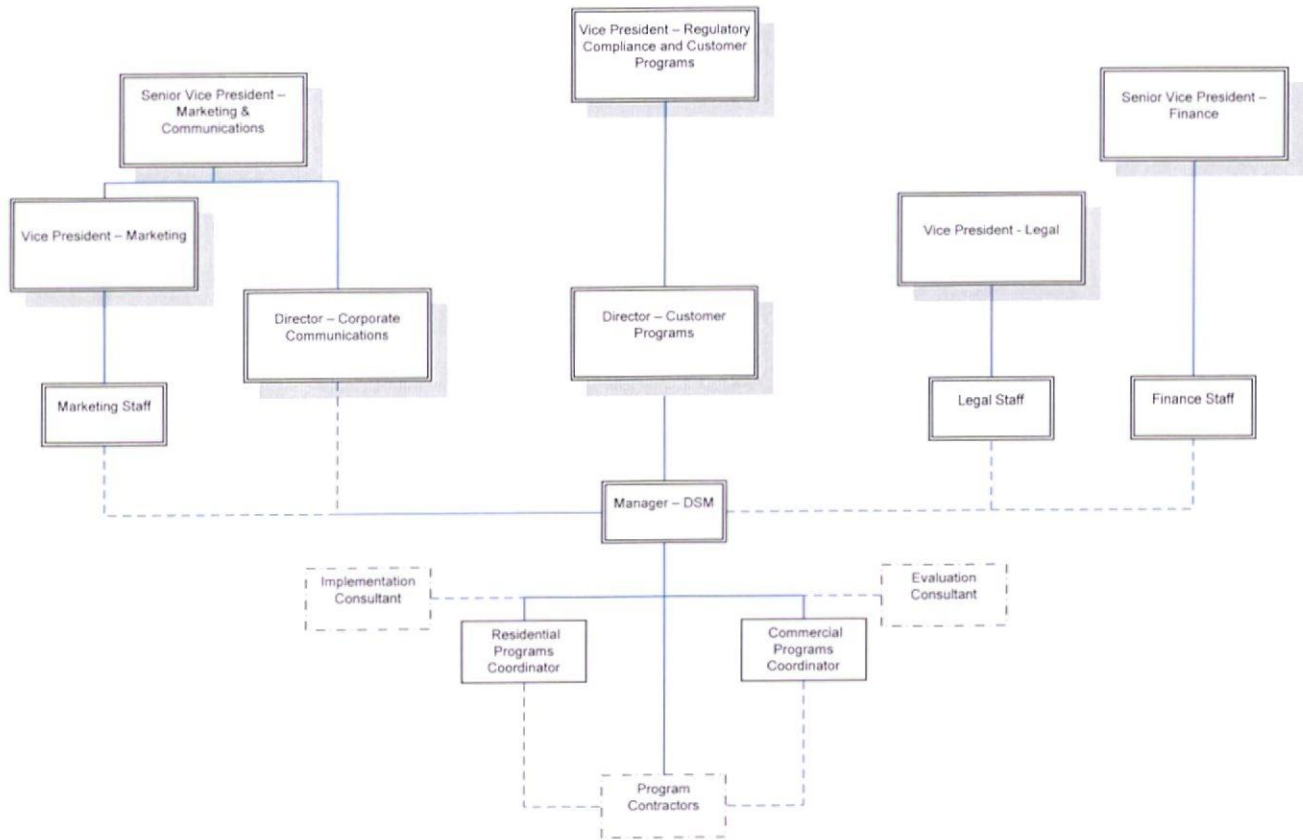 Vice President – Regulatory
Compliance and Customer
Programs
Senior Vice President –
Marketing &
Communications
Senior Vice President –
Finance
Vice President – Marketing
Vice President - Legal
Director – Corporate
Communications
Director – Customer
Programs
Marketing Staff
Legal Staff
Finance Staff
Manager – DSM
Implementation
Consultant
Evaluation
Consultant
Residential
Programs
Coordinator
Commercial
Programs
Coordinator
Program
Contractors